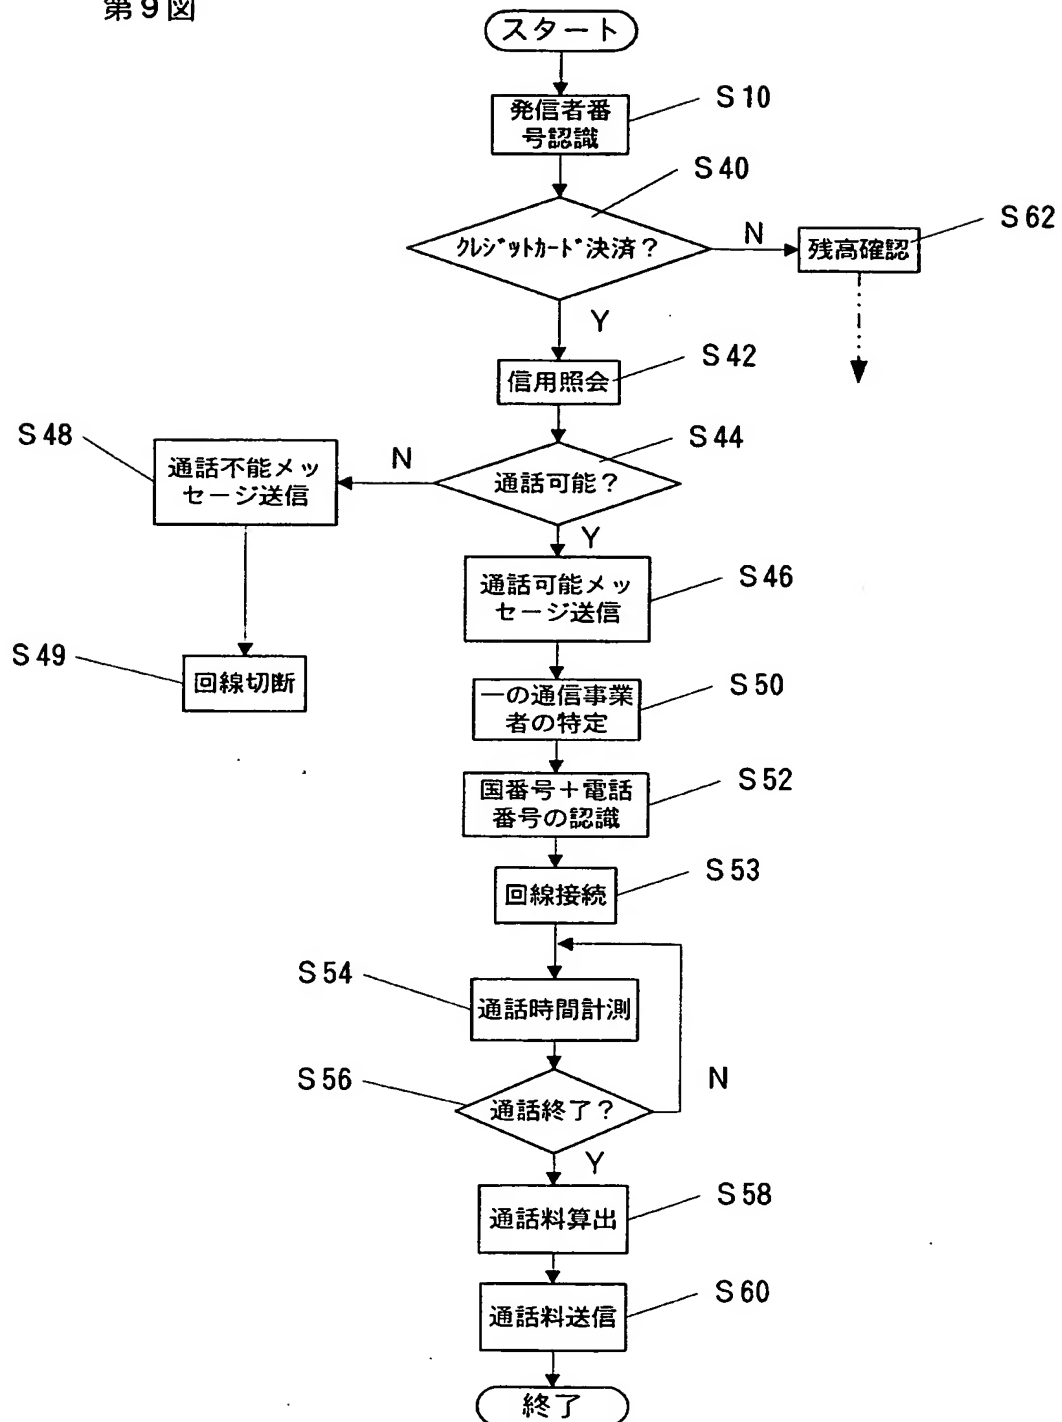 第9図
スタート
発信者番
号認識
S10
S40
クレジットカード決済？
N
残高確認
S62
Y
信用照会
S42
S44
通話可能？
N
S48
通話不能メッ
セージ送信
Y
通話可能メッ
セージ送信
S46
S49
回線切断
一の通信事業
者の特定
S50
国番号＋電話
番号の認識
S52
回線接続
S53
S54
通話時間計測
S56
通話終了？
N
Y
通話料算出
S58
通話料送信
S60
終了